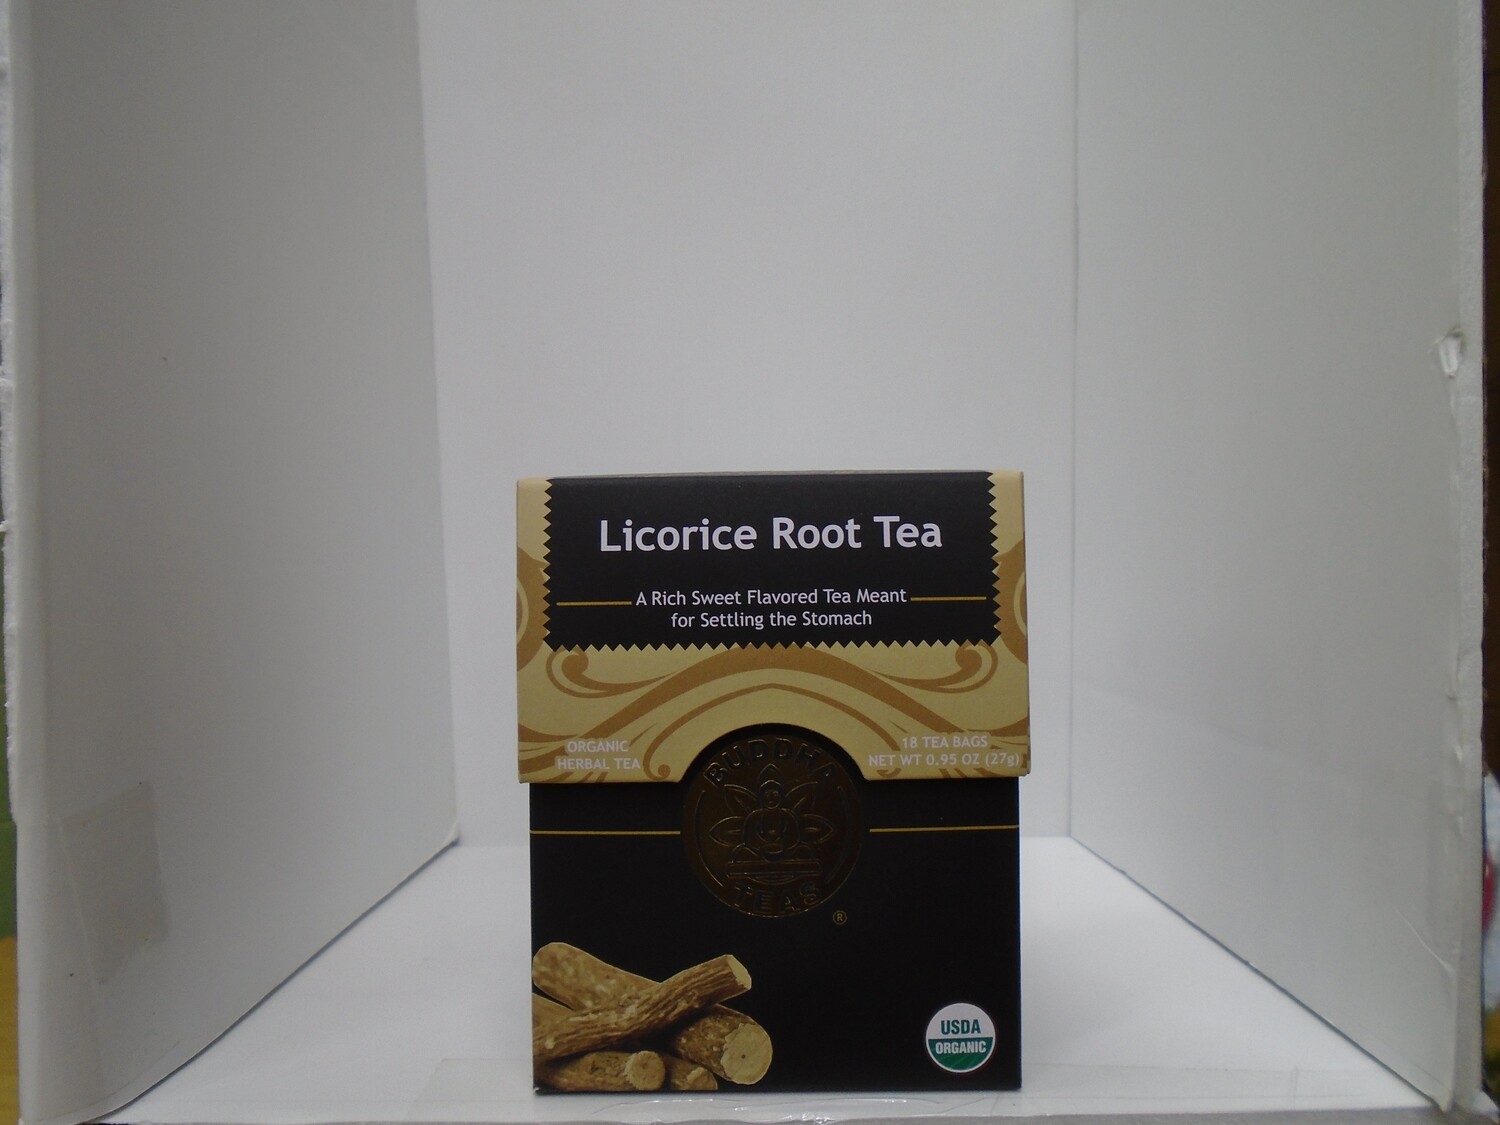 Licorice Root Tea
A Rich Sweet Flavored Tea Meant
for Settling the Stomach
ORGANIC
HERBAL TEA
18 TEA BAGS
NET WT 0.95 OZ (27g)
BUDDHA
TEAS
®
USDA
ORGANIC